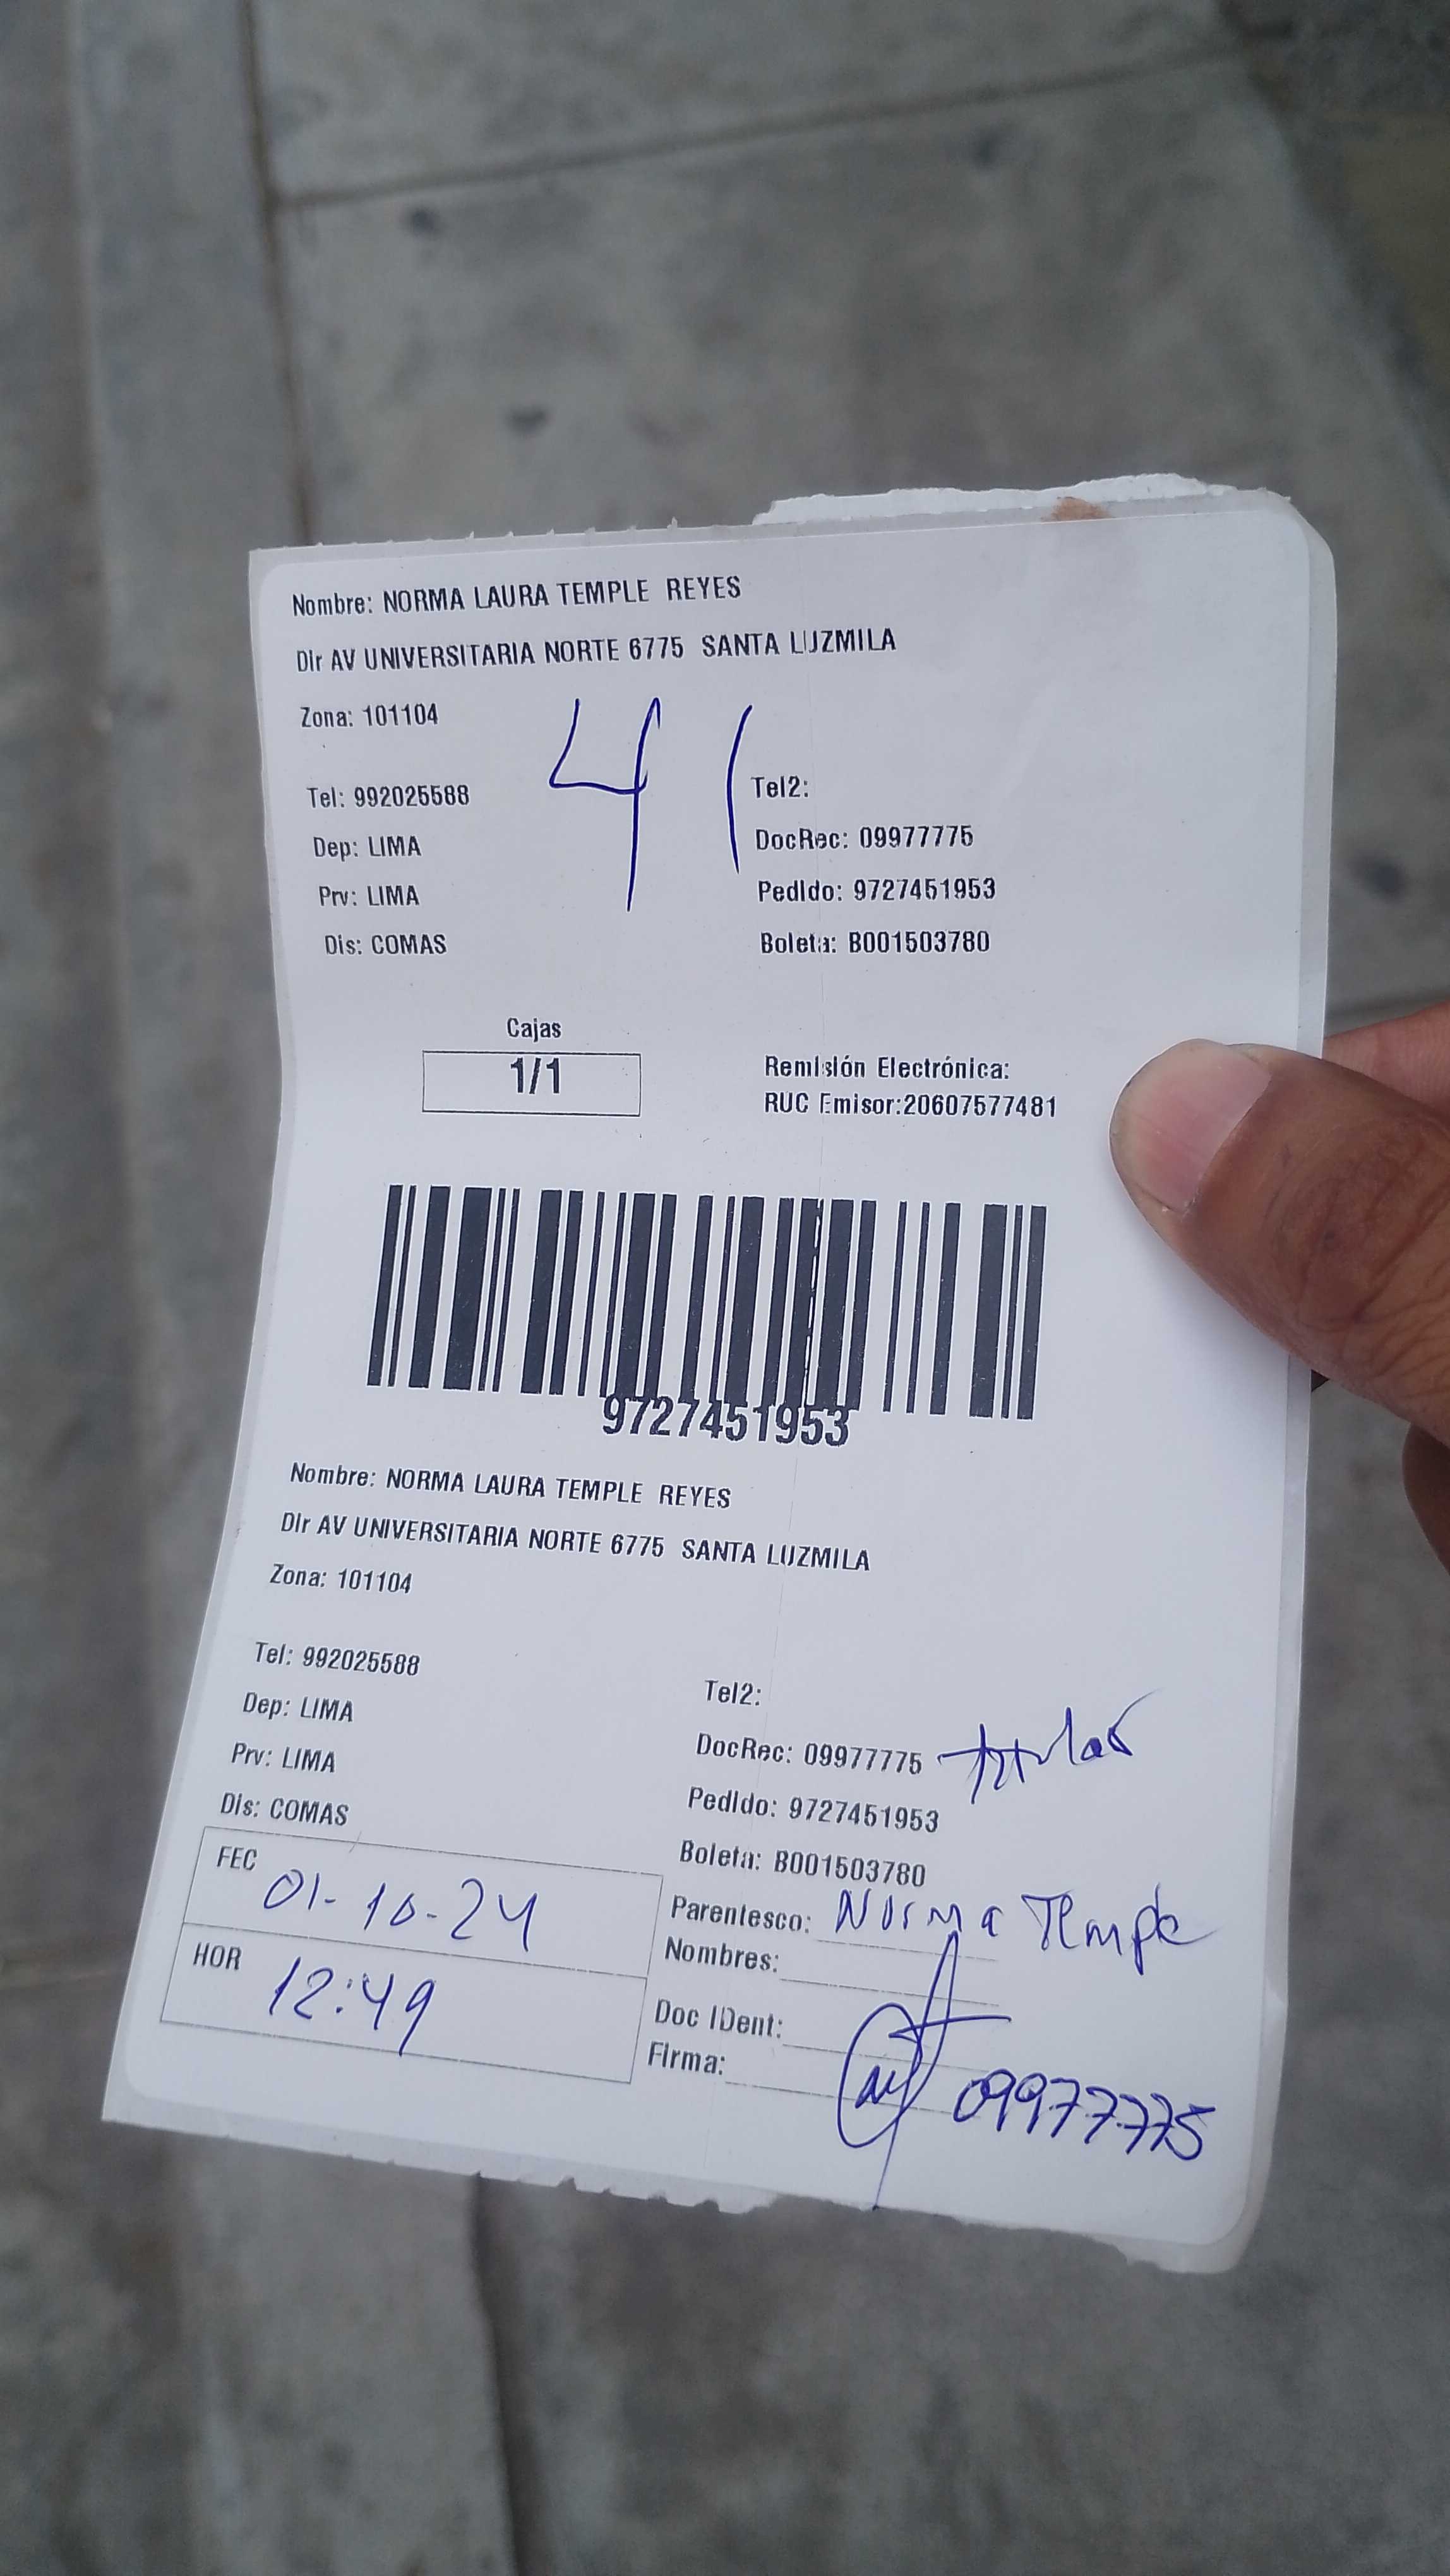 Nombre: NORMA LAURA TEMPLE REYES
Dir AV UNIVERSITARIA NORTE 6775 SANTA LUZMILA
Zona: 101104
41
Tel: 992025588
Tel2:
Dep: LIMA
DocRec: 09977775
Prv: LIMA
Pedido: 9727451953
Dis: COMAS
Boleta: B001503780
Cajas
1/1
Remisión Electrónica:
RUC Emisor:20607577481
9727451953
Nombre: NORMA LAURA TEMPLE REYES
Dir AV UNIVERSITARIA NORTE 6775 SANTA LUZMILA
Zona: 101104
Tel: 992025588
Tel2:
Dep: LIMA
DocRec: 09977775 titular
Prv: LIMA
Pedido: 9727451953
Dis: COMAS
Boleta: B001503780
FEC 01-10-24
Parentesco: Norma Temple
Nombres:
HOR 12:49
Doc IDent:
Firma: 09977775